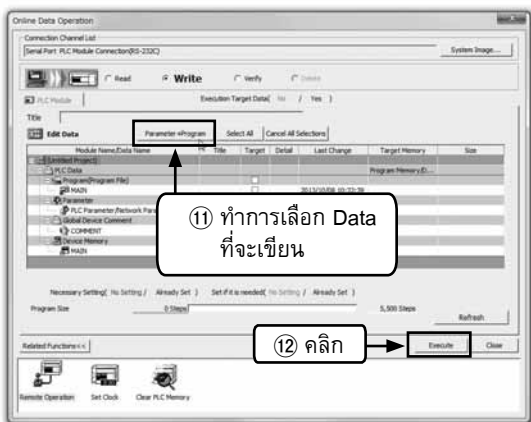 Online Data Operation
Connection Channel List
Serial Port PLC Module Connection(RS-232C)
System Image...
Read
Write
Verify
Delete
PLC Module
Execution Target Data( No / Yes )
Title
Edit Data
Parameter+Program
Select All
Cancel All Selections
Module Name/Data Name
Title
Target
Detail
Last Change
Target Memory
Size
(Untitled Project)
PLC Data
Program Memory/D...
Program(Program File)
MAIN
2013/10/08 10:33:39
Parameter
PLC Parameter/Network Para
Global Device Comment
COMMENT
Device Memory
MAIN
⑪ ทำการเลือก Data
ที่จะเขียน
Necessary Setting( No Setting / Already Set )
Set if it is needed( No Setting / Already Set )
Program Size
0 Steps
5,500 Steps
Refresh
⑫ คลิก
Related Functions<<
Execute
Close
Remote Operation
Set Clock
Clear PLC Memory